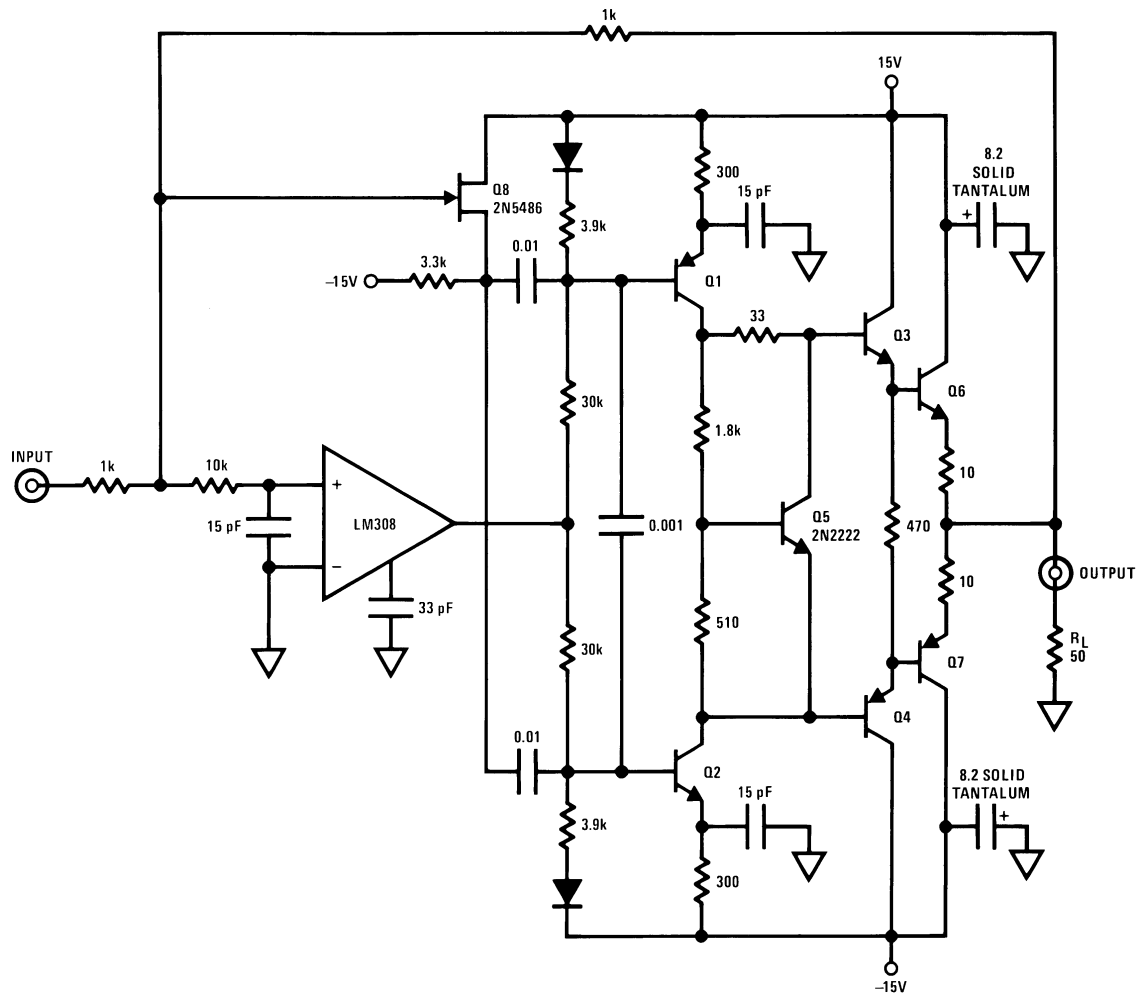 1k
15V
8.2
SOLID
TANTALUM
+
300
15 pF
Q8
2N5486
3.9k
0.01
–15V
3.3k
Q1
33
Q3
Q6
30k
1.8k
INPUT
1k
10k
10
+
15 pF
LM308
–
0.001
Q5
2N2222
470
OUTPUT
10
33 pF
510
30k
RL
50
Q7
Q4
0.01
Q2
15 pF
8.2 SOLID
TANTALUM
+
3.9k
300
–15V